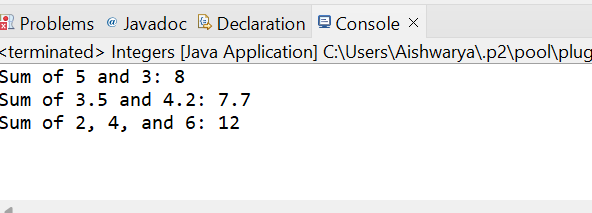 Problems @ Javadoc Declaration Console ×
<terminated> Integers [Java Application] C:\Users\Aishwarya\.p2\pool\plug
Sum of 5 and 3: 8
Sum of 3.5 and 4.2: 7.7
Sum of 2, 4, and 6: 12